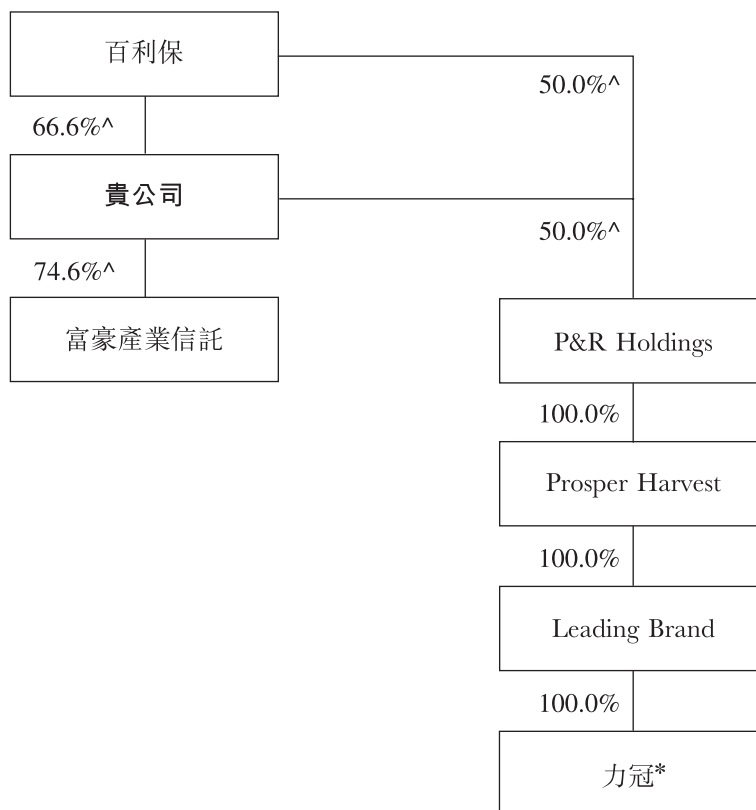 百利保
50.0%^
66.6%^
貴公司
50.0%^
74.6%^
富豪產業信託
P&R Holdings
100.0%
Prosper Harvest
100.0%
Leading Brand
100.0%
力冠*